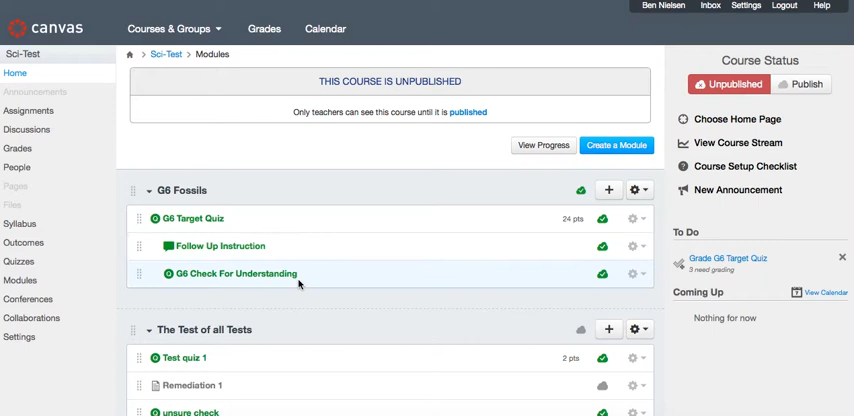 Ben Nielsen Inbox Settings Logout Help
canvas Courses & Groups Grades Calendar
Sci-Test
Home
Announcements
Assignments
Discussions
Grades
People
Pages
Files
Syllabus
Outcomes
Quizzes
Modules
Conferences
Collaborations
Settings
Sci-Test Modules
THIS COURSE IS UNPUBLISHED
Only teachers can see this course until it is published
View Progress Create a Module
G6 Fossils
G6 Target Quiz 24 pts
Follow Up Instruction
G6 Check For Understanding
The Test of all Tests
Test quiz 1 2 pts
Remediation 1
unsure check
Course Status
Unpublished Publish
Choose Home Page
View Course Stream
Course Setup Checklist
New Announcement
To Do
Grade G6 Target Quiz
3 need grading
Coming Up View Calendar
Nothing for now